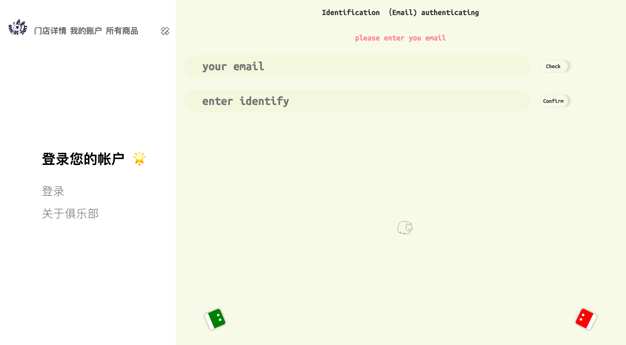 门店详情 我的账户 所有商品
登录您的帐户
登录
关于俱乐部
Identification （Email) authenticating
please enter you email
your email
Check
enter identify
Confirm